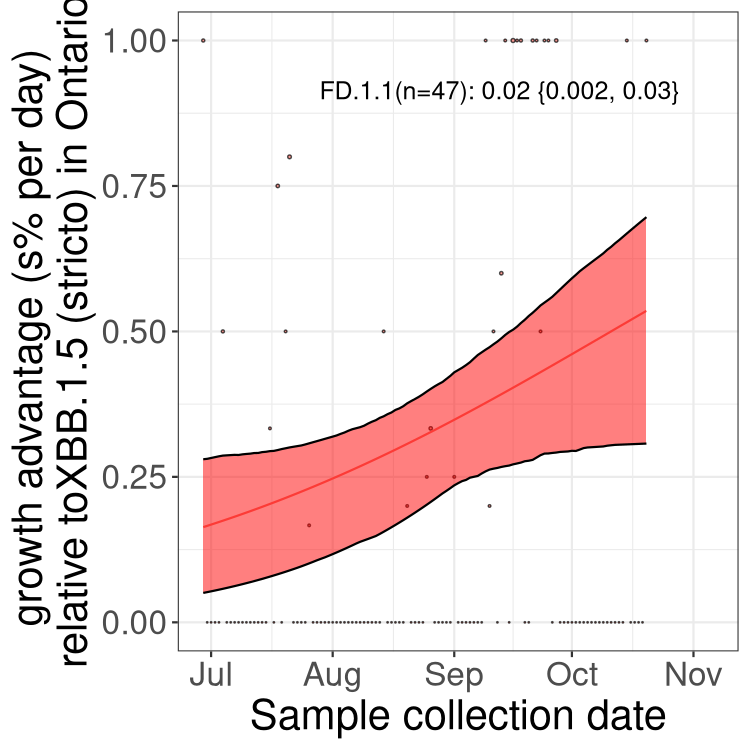 growth advantage (s% per day)
relative toXBB.1.5 (stricto) in Ontario
1.00
0.75
0.50
0.25
0.00
FD.1.1(n=47): 0.02 {0.002, 0.03}
Jul Aug Sep Oct Nov
Sample collection date